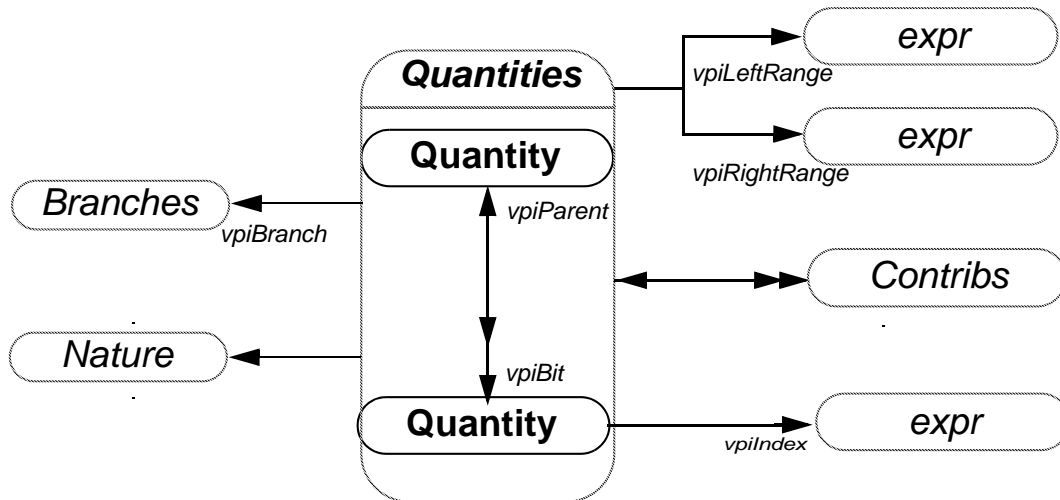 expr
Quantities
vpiLeftRange
expr
Quantity
vpiRightRange
Branches
vpiParent
vpiBranch
Contribs
Nature
vpiBit
Quantity
expr
vpiIndex